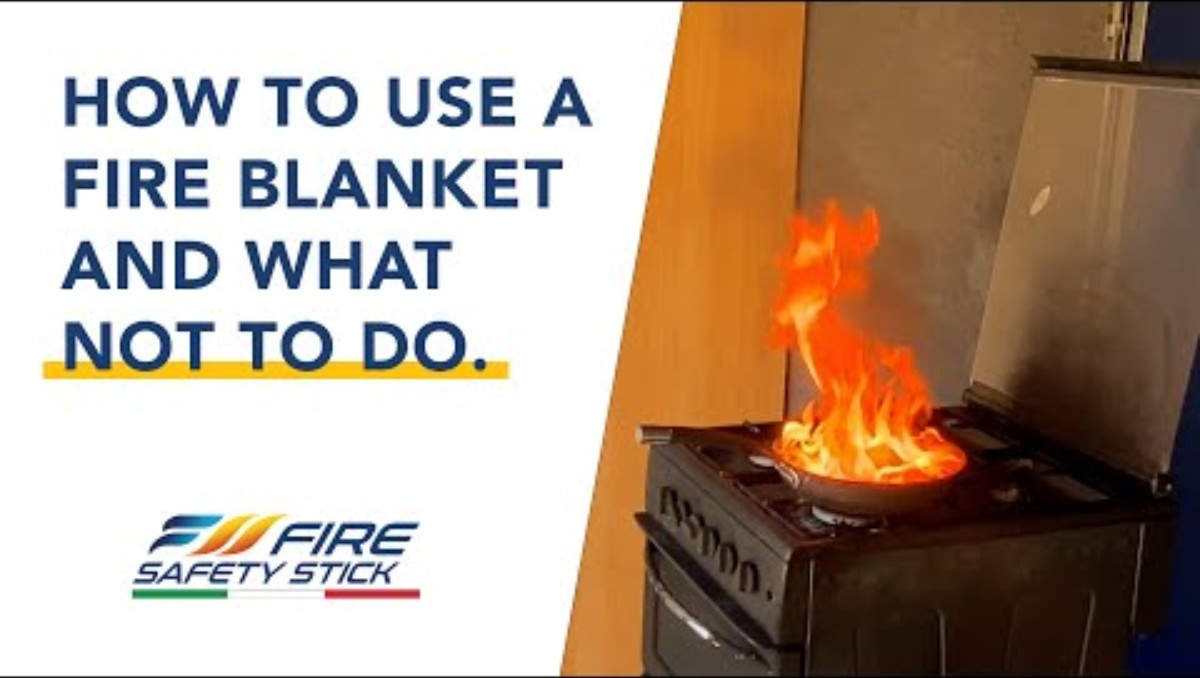 HOW TO USE A
FIRE BLANKET
AND WHAT
NOT TO DO.
FIRE
SAFETY STICK